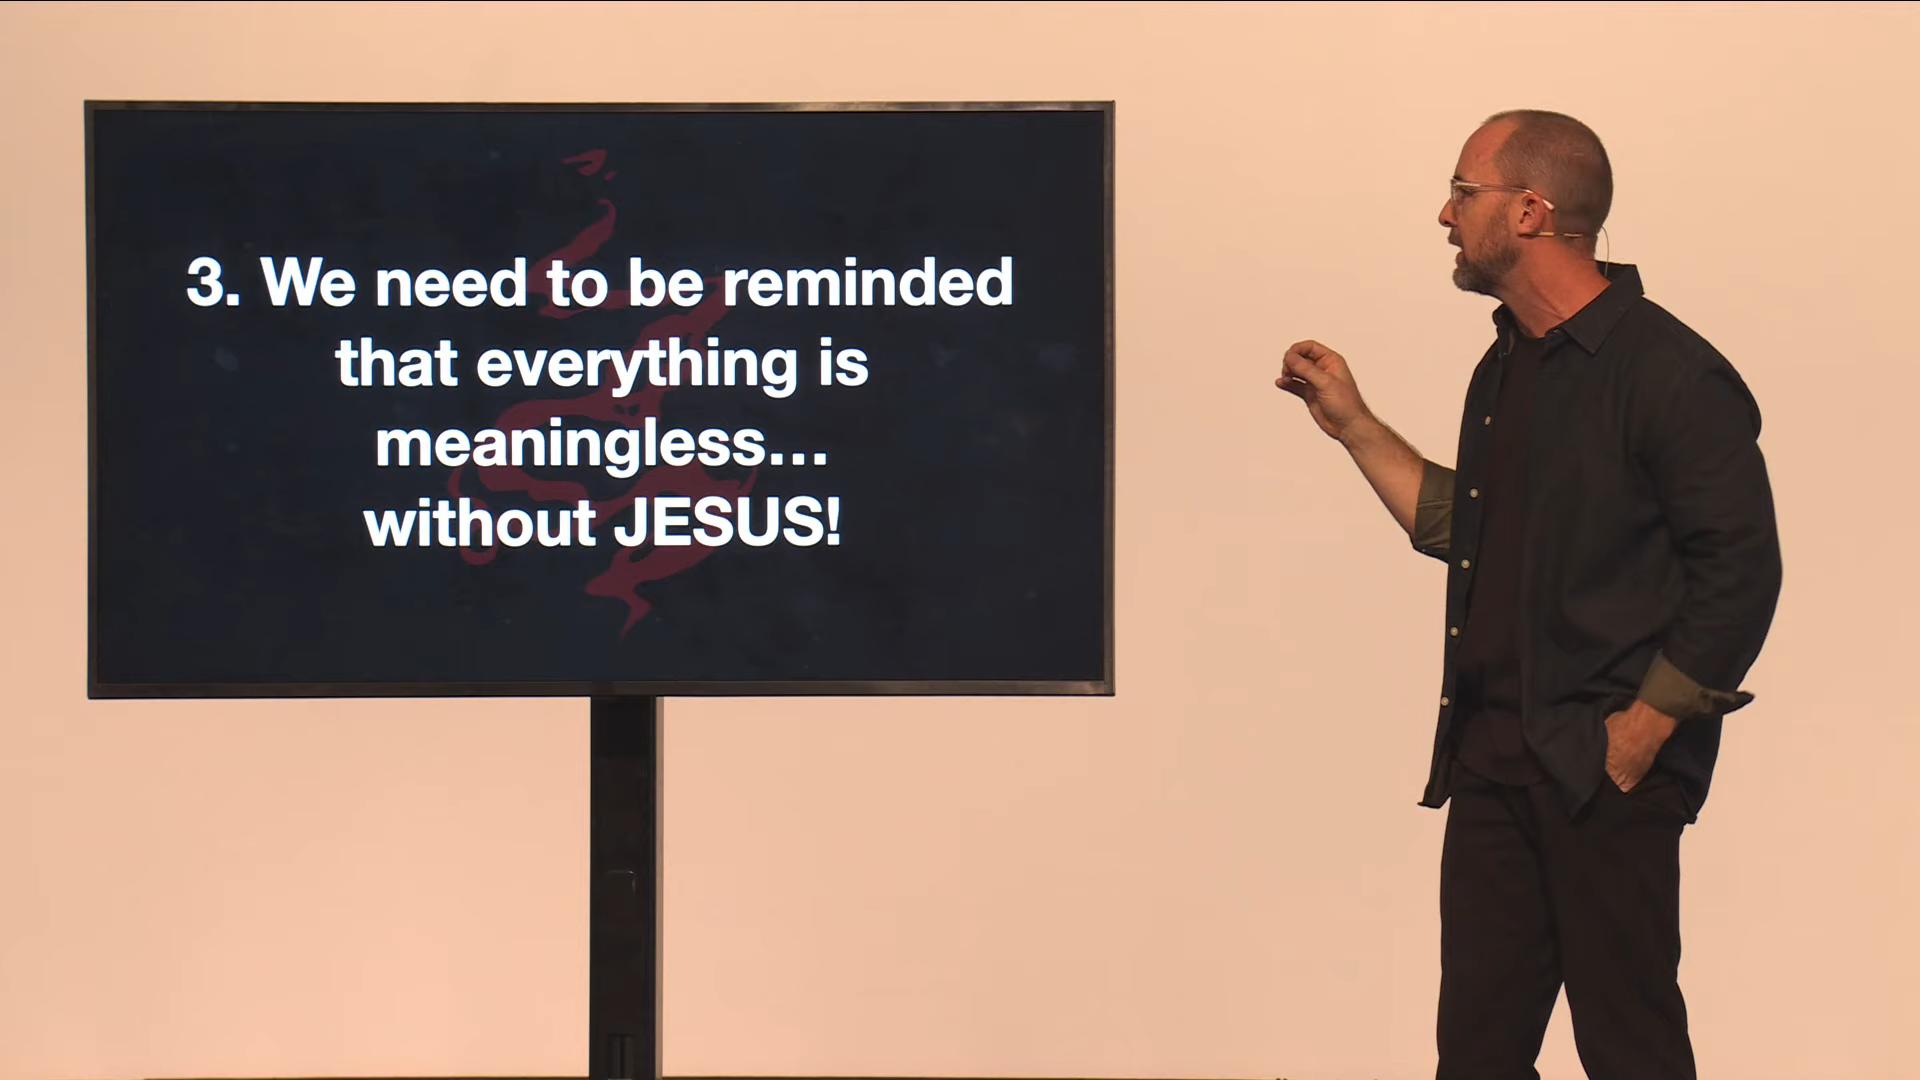 3. We need to be reminded
that everything is
meaningless...
without JESUS!